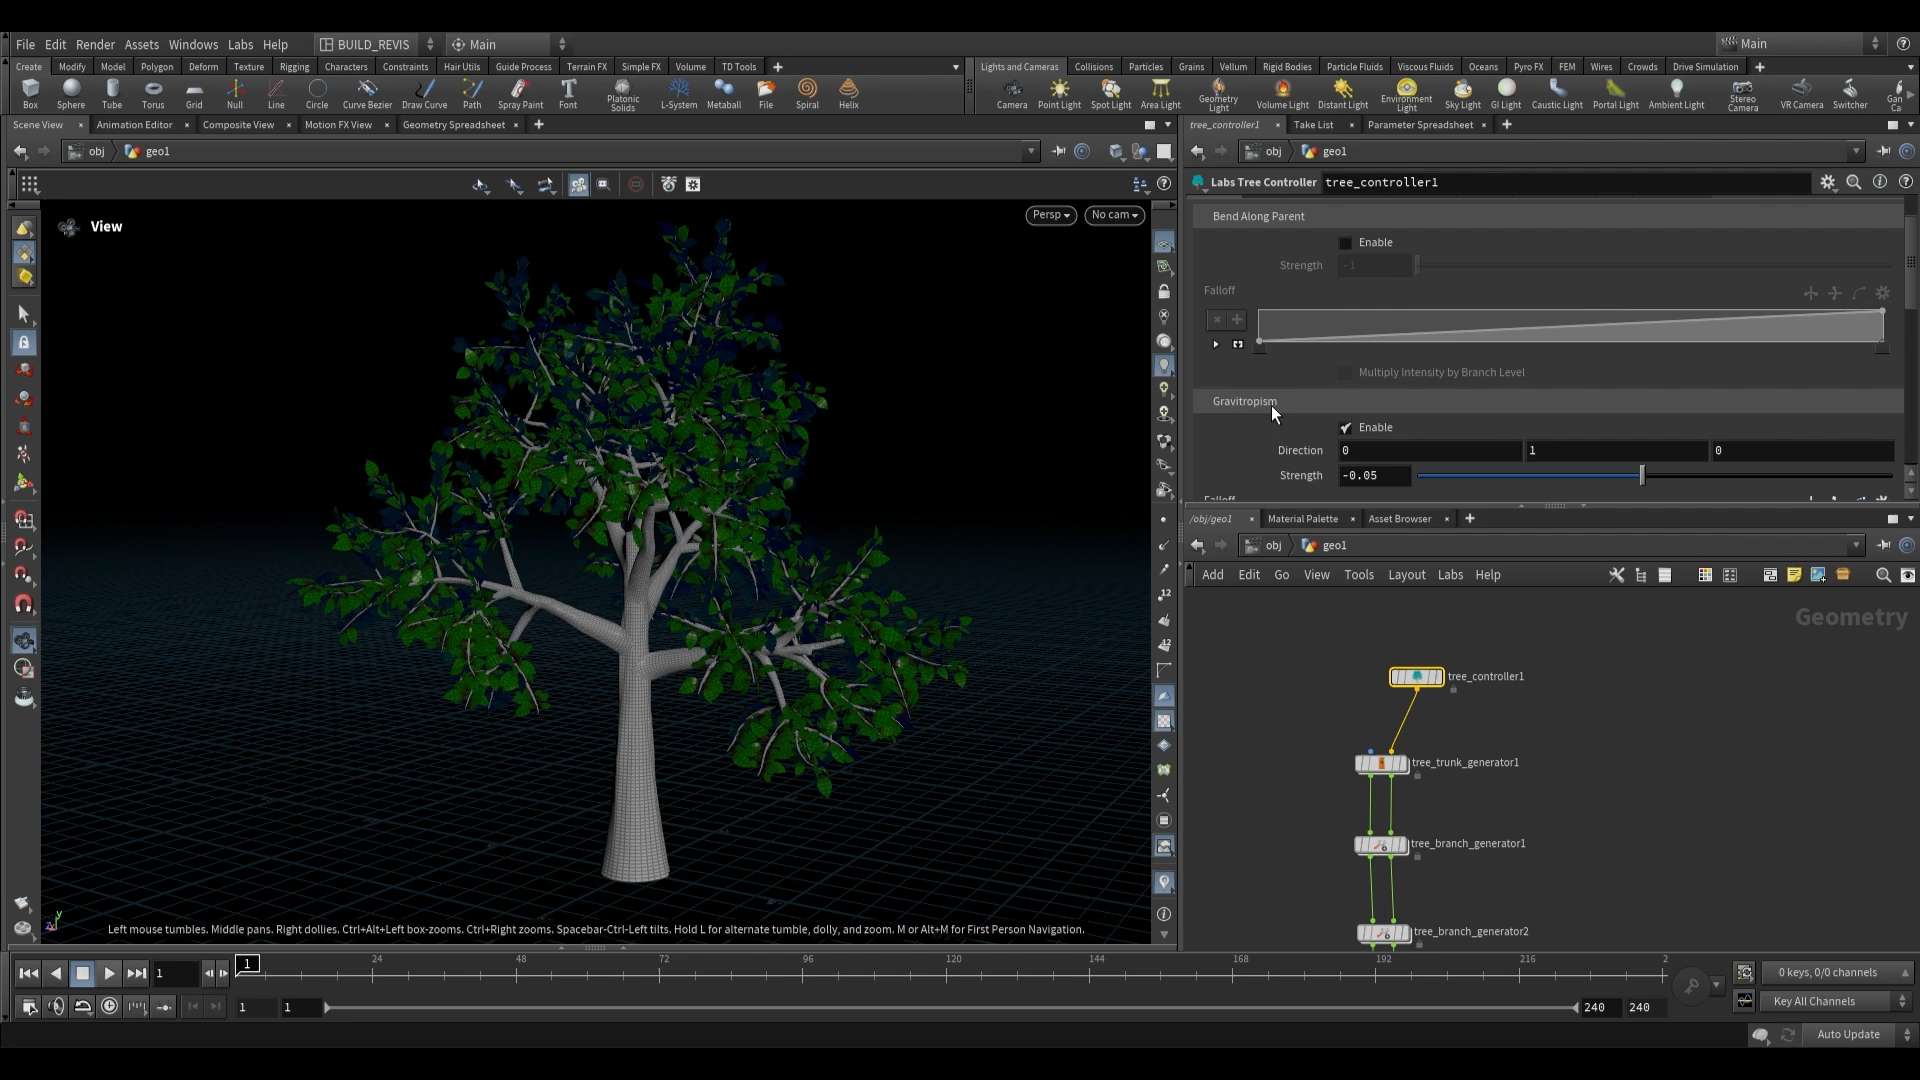 File Edit Render Assets Windows Labs Help BUILD_REVIS Main Main
Create Modify Model Polygon Deform Texture Rigging Characters Constraints Hair Utils Guide Process Terrain FX Simple FX Volume TD Tools
Lights and Cameras Collisions Particles Grains Vellum Rigid Bodies Particle Fluids Viscous Fluids Oceans Pyro FX FEM Wires Crowds Drive Simulation
Box Sphere Tube Torus Grid Null Line Circle Curve Bezier Draw Curve Path Spray Paint Font Platonic Solids L-System Metaball File Spiral Helix
Camera Point Light Spot Light Area Light Geometry Light Volume Light Distant Light Environment Light Sky Light GI Light Caustic Light Portal Light Ambient Light Stereo Camera VR Camera Switcher Gan Ca
Scene View Animation Editor Composite View Motion FX View Geometry Spreadsheet
tree_controller1 Take List Parameter Spreadsheet
obj geo1
obj geo1
Labs Tree Controller tree_controller1
View
Persp No cam
Bend Along Parent
Enable
Strength -1
Falloff
Multiply Intensity by Branch Level
Gravitropism
Enable
Direction 0 1 0
Strength -0.05
Falloff
/obj/geo1 Material Palette Asset Browser
obj geo1
Add Edit Go View Tools Layout Labs Help
Geometry
tree_controller1
tree_trunk_generator1
tree_branch_generator1
tree_branch_generator2
12
42
y
z
Left mouse tumbles. Middle pans. Right dollies. Ctrl+Alt+Left box-zooms. Ctrl+Right zooms. Spacebar-Ctrl-Left tilts. Hold L for alternate tumble, dolly, and zoom. M or Alt+M for First Person Navigation.
1 1 24 48 72 96 120 144 168 192 216 2
0 keys, 0/0 channels
1 1 240 240
Key All Channels
Auto Update